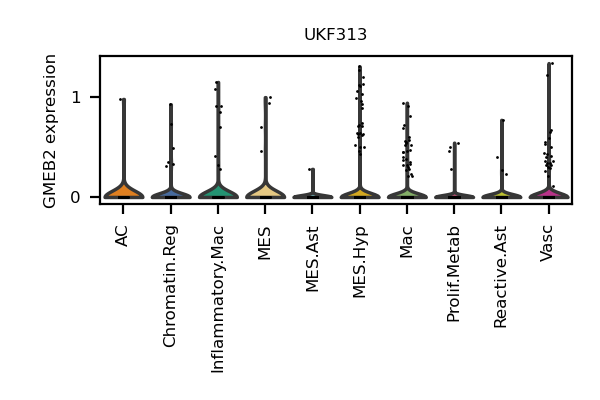 UKF313
GMEB2 expression
1
0
AC
Chromatin.Reg
Inflammatory.Mac
MES
MES.Ast
MES.Hyp
Mac
Prolif.Metab
Reactive.Ast
Vasc